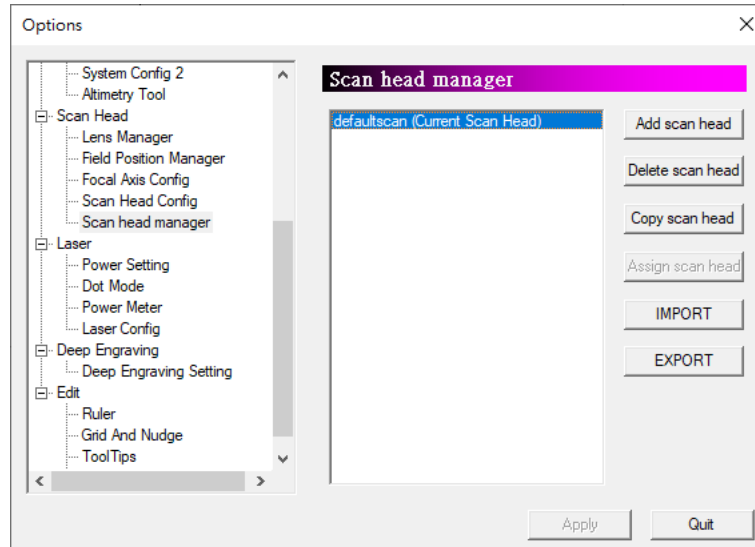 Options
System Config 2
Altimetry Tool
Scan Head
Lens Manager
Field Position Manager
Focal Axis Config
Scan Head Config
Scan head manager
Laser
Power Setting
Dot Mode
Power Meter
Laser Config
Deep Engraving
Deep Engraving Setting
Edit
Ruler
Grid And Nudge
ToolTips
Scan head manager
defaultscan (Current Scan Head)
Add scan head
Delete scan head
Copy scan head
Assign scan head
IMPORT
EXPORT
Apply
Quit